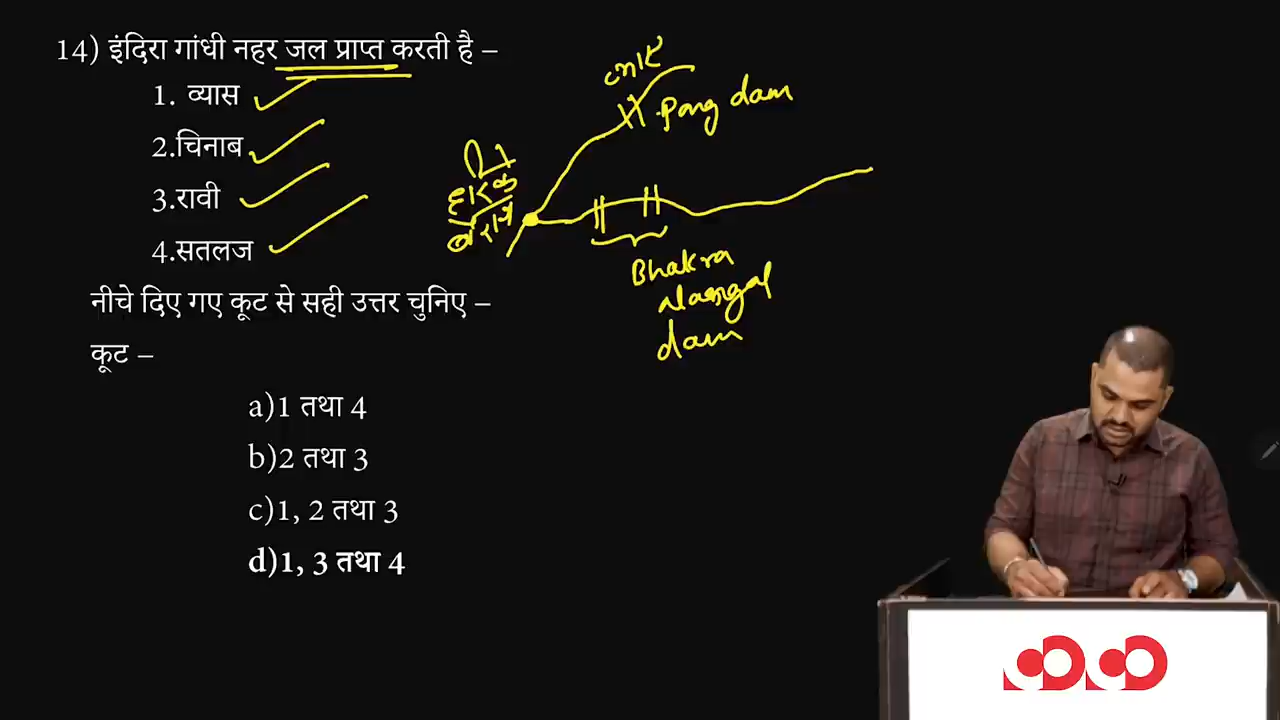 14) इंदिरा गांधी नहर जल प्राप्त करती है –
1. व्यास
2.चिनाब
3.रावी
4.सतलज
नीचे दिए गए कूट से सही उत्तर चुनिए –
कूट –
a)1 तथा 4
b)2 तथा 3
c)1, 2 तथा 3
d)1, 3 तथा 4
Pong dam
Bhakra
Nangal
dam